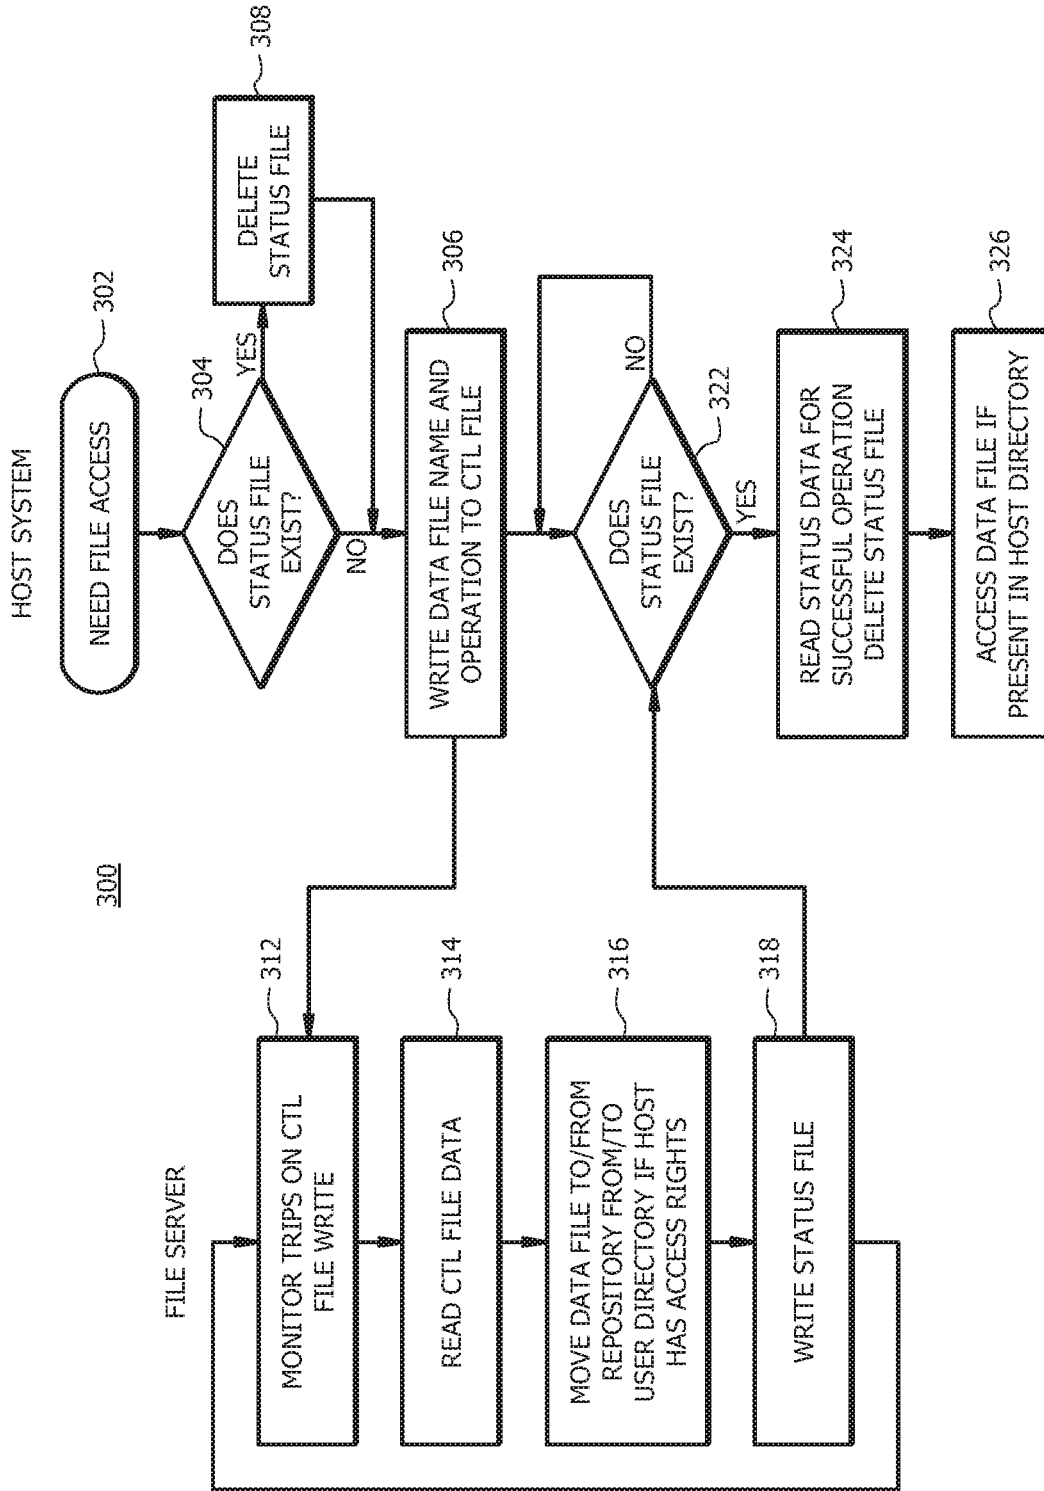 300
HOST SYSTEM
302
NEED FILE ACCESS
304
DOES
STATUS FILE
EXISTS?
YES
308
DELETE
STATUS FILE
NO
306
WRITE DATA FILE NAME AND
OPERATION TO CTL FILE
322
DOES
STATUS FILE
EXIST?
NO
YES
324
READ STATUS DATA FOR
SUCCESSFUL OPERATION
DELETE STATUS FILE
326
ACCESS DATA FILE IF
PRESENT IN HOST DIRECTORY
FILE SERVER
312
MONITOR TRIPS ON CTL
FILE WRITE
314
READ CTL FILE DATA
316
MOVE DATA FILE TO/FROM
REPOSITORY FROM/TO
USER DIRECTORY IF HOST
HAS ACCESS RIGHTS
318
WRITE STATUS FILE